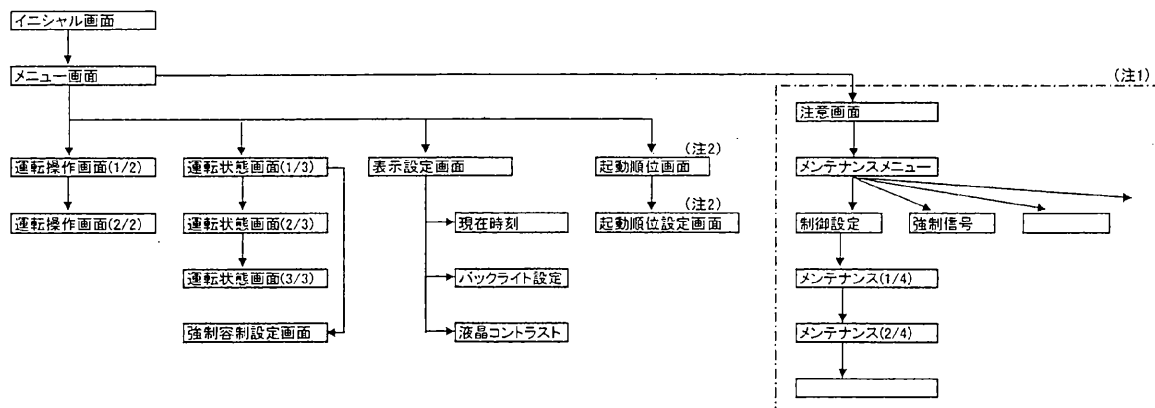 イニシャル画面
メニュー画面
(注1)
注意画面
(注2)
運転操作画面(1/2)
運転状態画面(1/3)
表示設定画面
起動順位画面
メンテナンスメニュー
(注2)
運転操作画面(2/2)
運転状態画面(2/3)
現在時刻
起動順位設定画面
制御設定
強制信号
運転状態画面(3/3)
バックライト設定
メンテナンス(1/4)
強制容制設定画面
液晶コントラスト
メンテナンス(2/4)